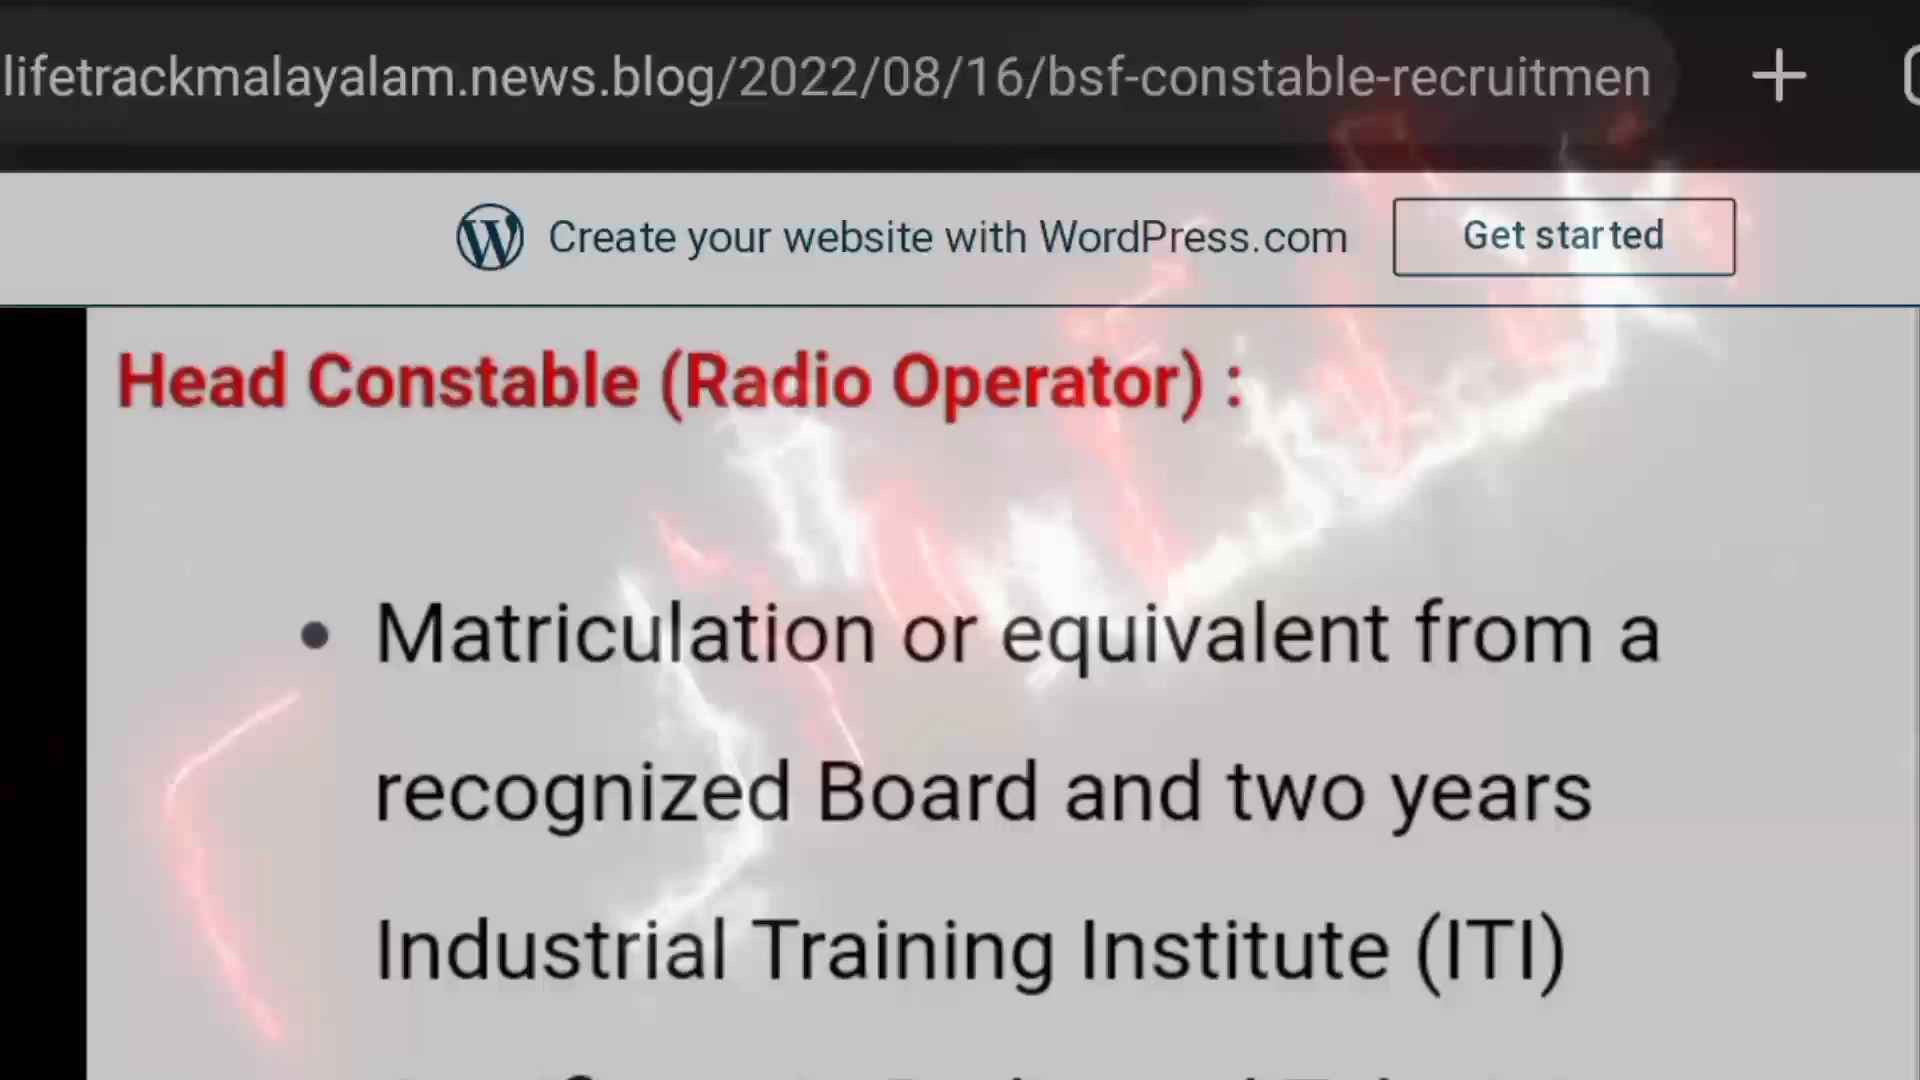 lifetrackmalayalam.news.blog/2022/08/16/bsf-constable-recruitmen
Create your website with WordPress.com
Get started
Head Constable (Radio Operator) :
• Matriculation or equivalent from a
recognized Board and two years
Industrial Training Institute (ITI)